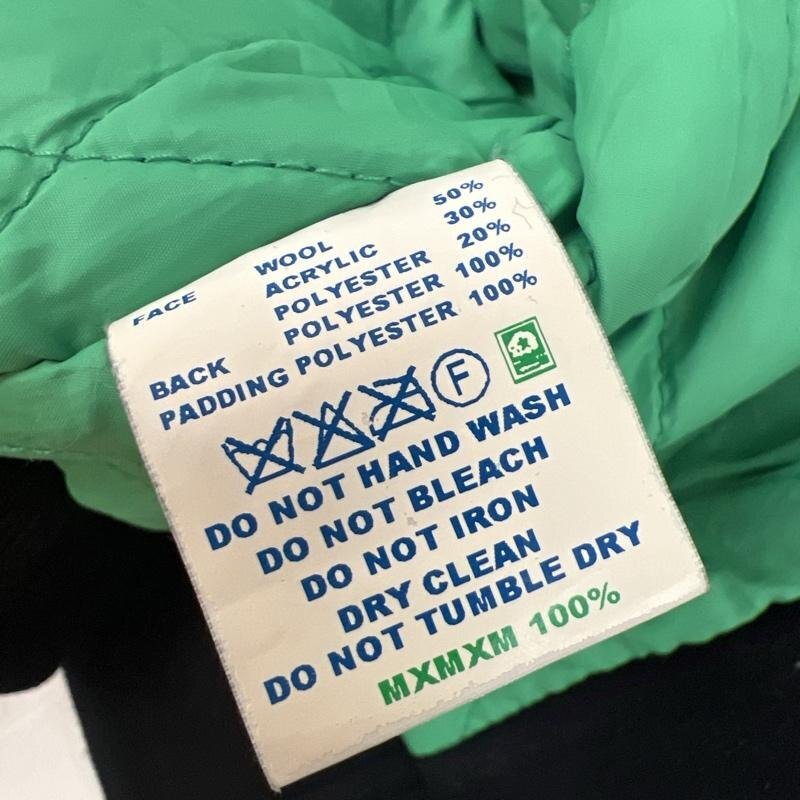 FACE WOOL 50%
ACRYLIC 30%
POLYESTER 20%
BACK POLYESTER 100%
PADDING POLYESTER 100%
F
DO NOT HAND WASH
DO NOT BLEACH
DO NOT IRON
DRY CLEAN
DO NOT TUMBLE DRY
MXMXM 100%